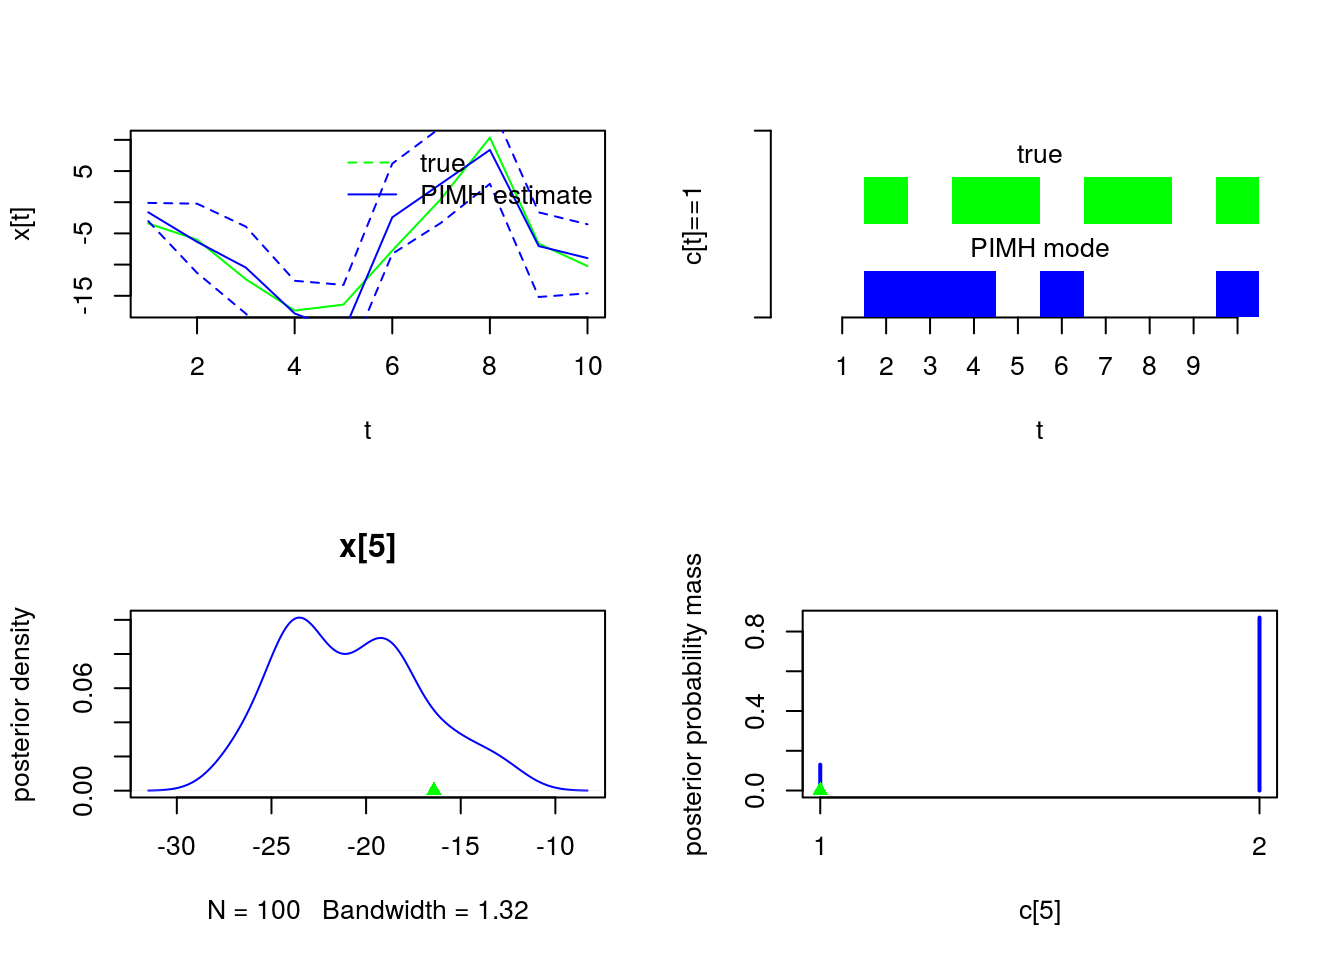 x[t]
5
-5
-15
true
PIMH estimate
2 4 6 8 10
t
c[t]==1
true
PIMH mode
1 2 3 4 5 6 7 8 9
t
x[5]
posterior density
0.06
0.00
-30 -25 -20 -15 -10
N = 100 Bandwidth = 1.32
posterior probability mass
0.8
0.4
0.0
1 2
c[5]